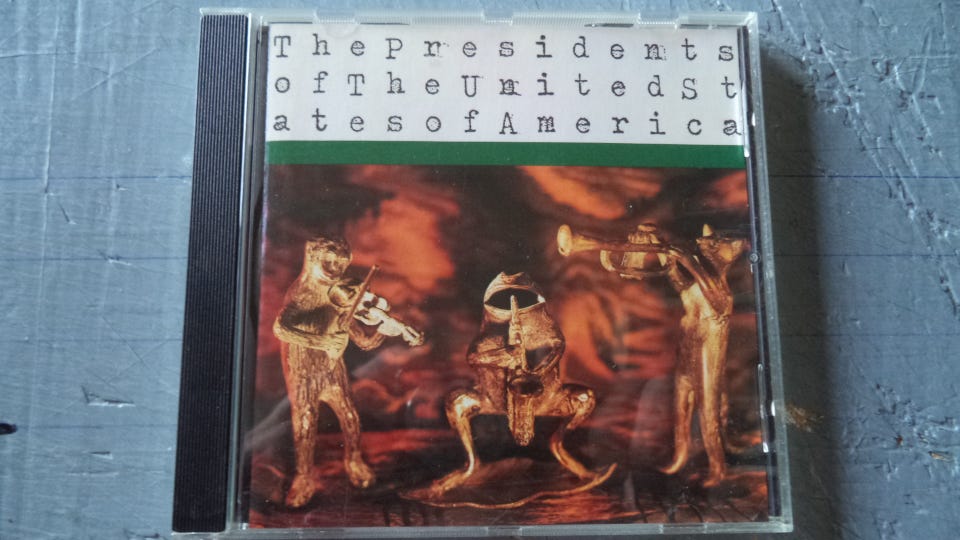 ThePresidents
ofTheUnitedSt
atesofAmerica